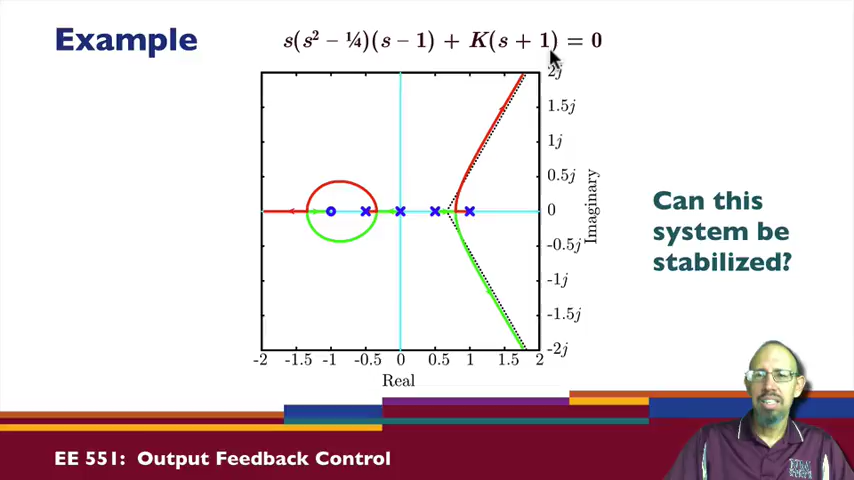 Example
s(s² − ¼)(s − 1) + K(s + 1) = 0
2j
1.5j
1j
0.5j
0
-0.5j
-1j
-1.5j
-2j
Imaginary
-2 -1.5 -1 -0.5 0 0.5 1 1.5 2
Real
Can this
system be
stabilized?
EE 551: Output Feedback Control